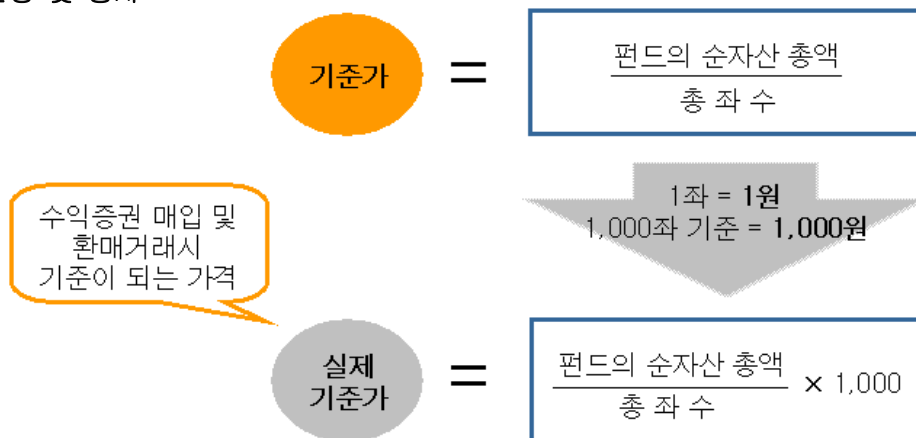 기준가
=
펀드의 순자산 총액
총 좌 수
1좌 = 1원
1,000좌 기준 = 1,000원
수익증권 매입 및
환매거래시
기준이 되는 가격
실제
기준가
=
펀드의 순자산 총액
총 좌 수
× 1,000